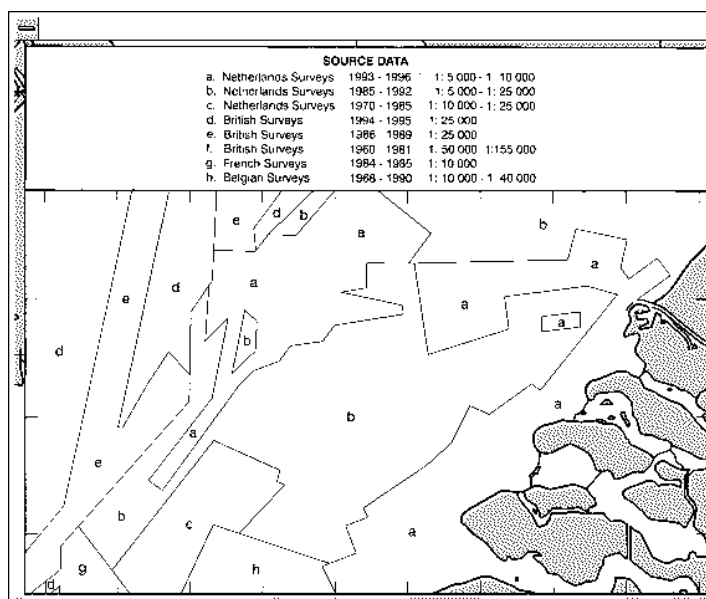 SOURCE DATA
a. Netherlands Surveys 1993 - 1996 1: 5 000 - 1: 10 000
b. Netherlands Surveys 1985 - 1992 1: 5 000 - 1: 25 000
c. Netherlands Surveys 1970 - 1985 1: 10 000 - 1: 25 000
d. British Surveys 1994 - 1995 1: 25 000
e. British Surveys 1986 1989 1: 25 000
f. British Surveys 1960 1981 1: 50 000 1:155 000
g. French Surveys 1984 - 1985 1: 10 000
h. Belgian Surveys 1968 - 1990 1: 10 000 - 1: 40 000
e d b a b
a
e d a a
a
d b
b a
a
e
b c a
g h
d